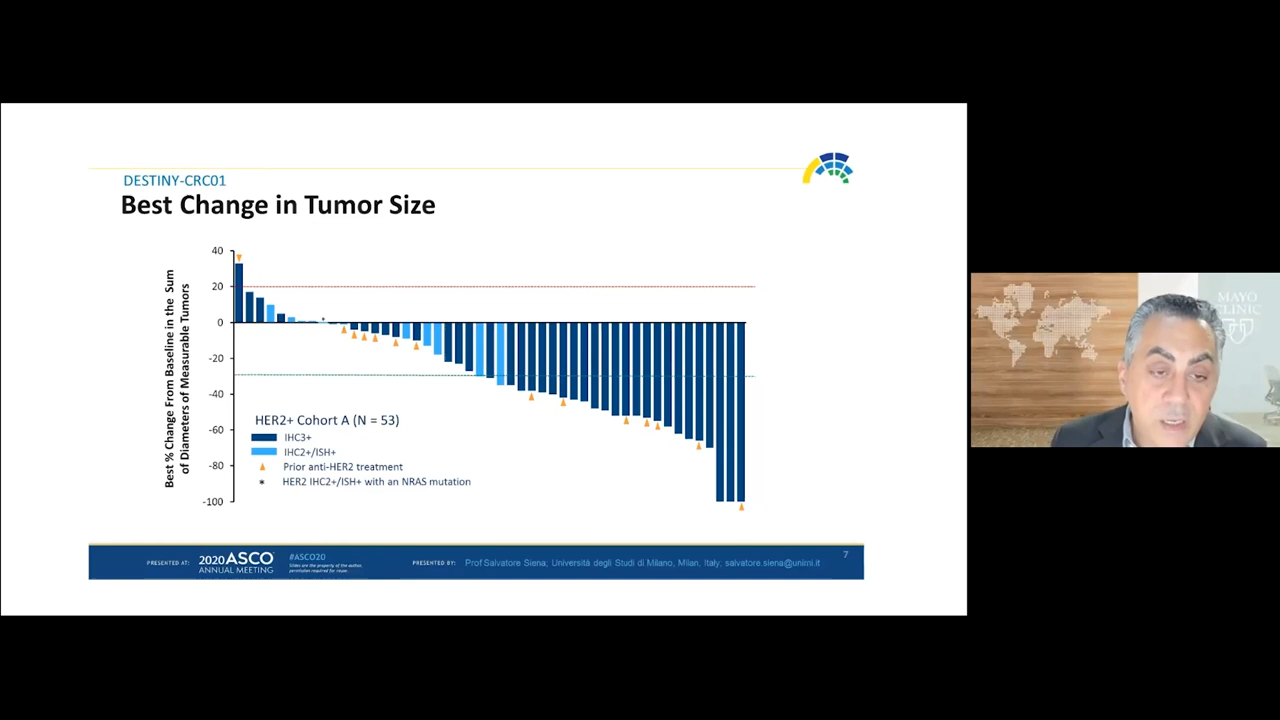 DESTINY-CRC01
Best Change in Tumor Size
Best % Change From Baseline in the Sum
of Diameters of Measurable Tumors
40
20
0
-20
-40
-60
-80
-100
HER2+ Cohort A (N = 53)
IHC3+
IHC2+/ISH+
Prior anti-HER2 treatment
* HER2 IHC2+/ISH+ with an NRAS mutation
*
PRESENTED AT:
2020 ASCO
ANNUAL MEETING
#ASCO20
Slides are the property of the author,
permission required for reuse.
PRESENTED BY:
Prof Salvatore Siena; Università degli Studi di Milano, Milan, Italy, salvatore.siena@unimi.it
7
MAYO
CLINIC